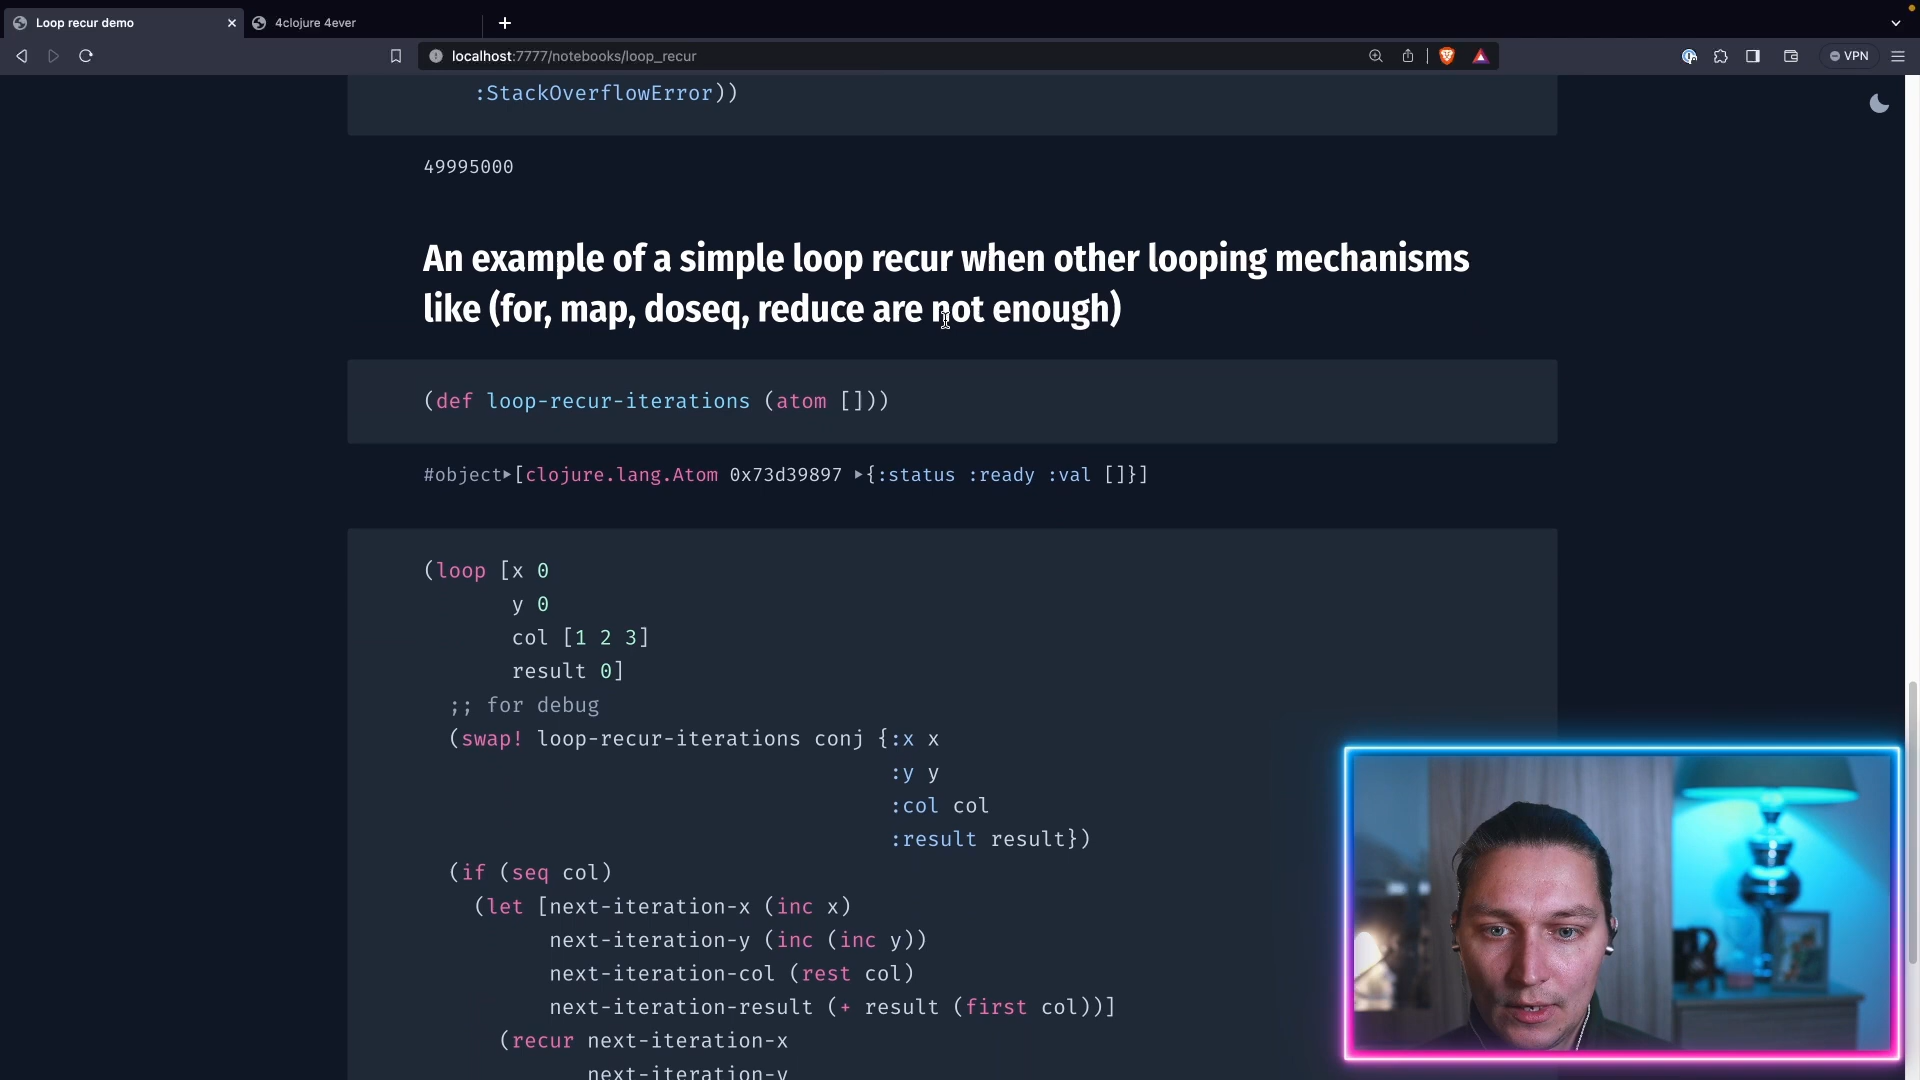 Loop recur demo
4clojure 4ever
localhost:7777/notebooks/loop_recur
VPN
:StackOverflowError))
49995000
An example of a simple loop recur when other looping mechanisms
like (for, map, doseq, reduce are not enough)
(def loop-recur-iterations (atom []))
#object▸[clojure.lang.Atom 0x73d39897 ▸{:status :ready :val []}]
(loop [x 0
y 0
col [1 2 3]
result 0]
;; for debug
(swap! loop-recur-iterations conj {:x x
:y y
:col col
:result result})
(if (seq col)
(let [next-iteration-x (inc x)
next-iteration-y (inc (inc y))
next-iteration-col (rest col)
next-iteration-result (+ result (first col))]
(recur next-iteration-x
next-iteration-y